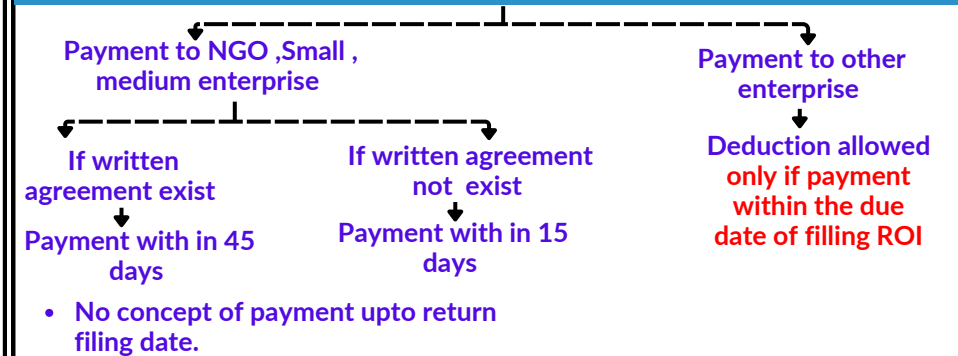 Payment to NGO ,Small ,
medium enterprise
Payment to other
enterprise
If written
agreement exist
If written agreement
not exist
Deduction allowed
only if payment
within the due
date of filling ROI
Payment with in 45
days
Payment with in 15
days
• No concept of payment upto return
filing date.